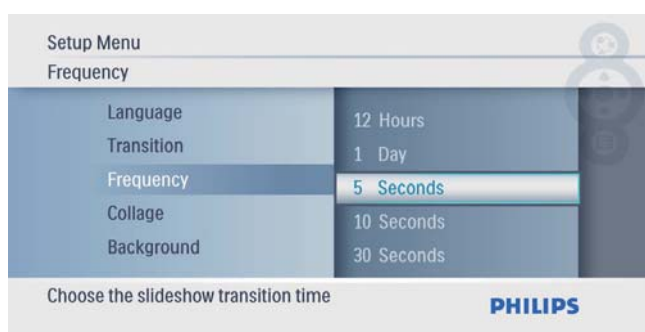 Setup Menu
Frequency
Language
Transition
Frequency
Collage
Background
12 Hours
1 Day
5 Seconds
10 Seconds
30 Seconds
Choose the slideshow transition time
PHILIPS